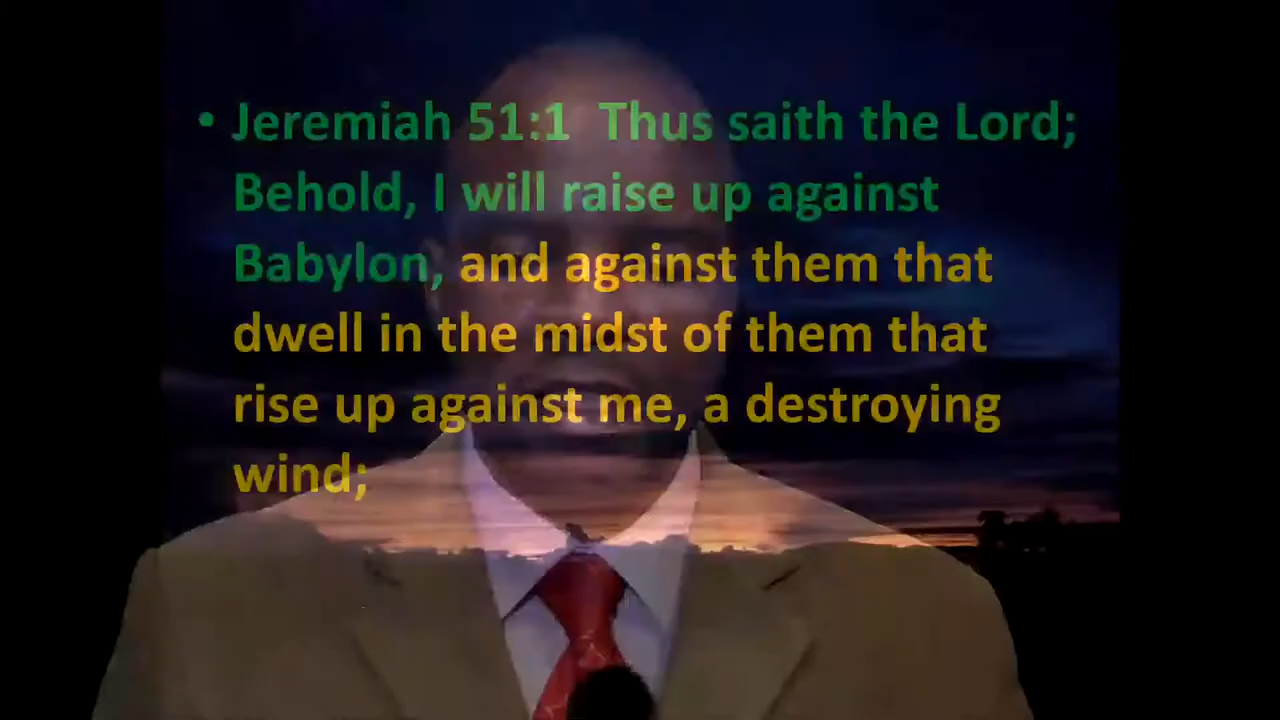 • Jeremiah 51:1 Thus saith the Lord;
Behold, I will raise up against
Babylon, and against them that
dwell in the midst of them that
rise up against me, a destroying
wind;